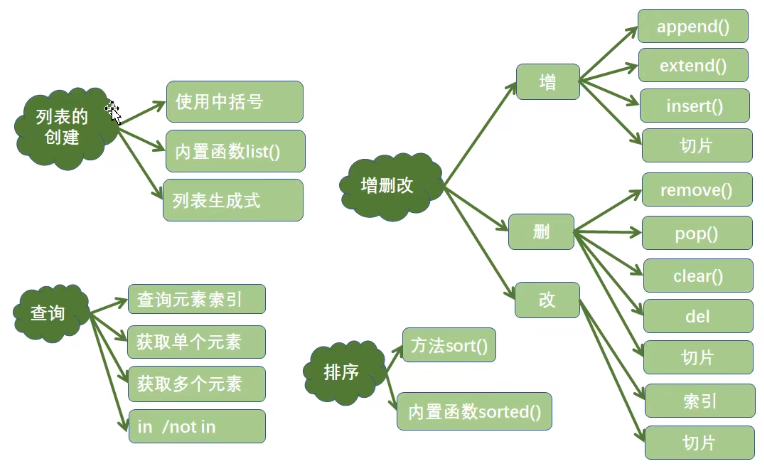 列表的
创建
使用中括号
内置函数list()
列表生成式
查询
查询元素索引
获取单个元素
获取多个元素
in /not in
增删改
增
append()
extend()
insert()
切片
删
remove()
pop()
clear()
del
切片
改
索引
切片
排序
方法sort()
内置函数sorted()